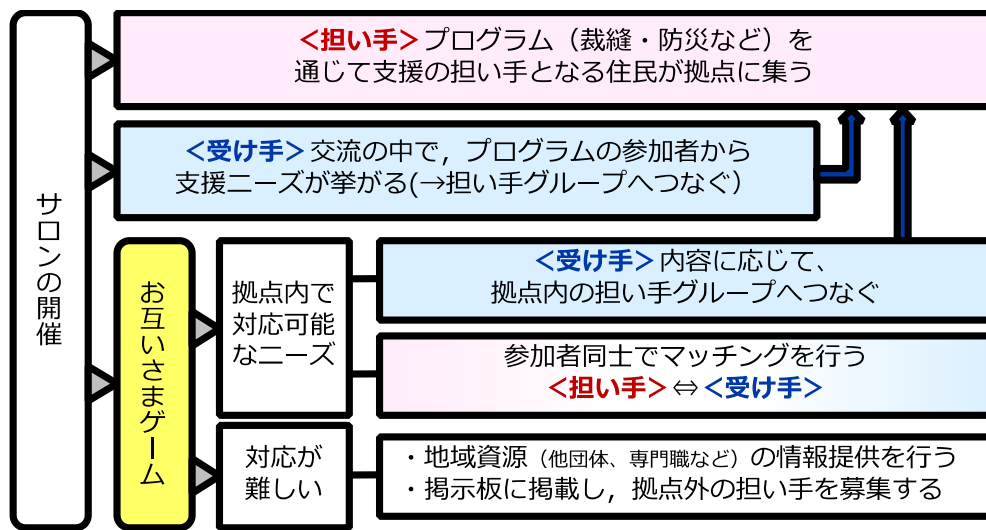 サロンの開催
＜担い手＞プログラム（裁縫・防災など）を
通じて支援の担い手となる住民が拠点に集う
＜受け手＞交流の中で，プログラムの参加者から
支援ニーズが挙がる(→担い手グループへつなぐ）
お互いさまゲーム
拠点内で
対応可能
なニーズ
＜受け手＞内容に応じて、
拠点内の担い手グループへつなぐ
参加者同士でマッチングを行う
＜担い手＞⇔＜受け手＞
対応が
難しい
・地域資源（他団体、専門職など）の情報提供を行う
・掲示板に掲載し，拠点外の担い手を募集する